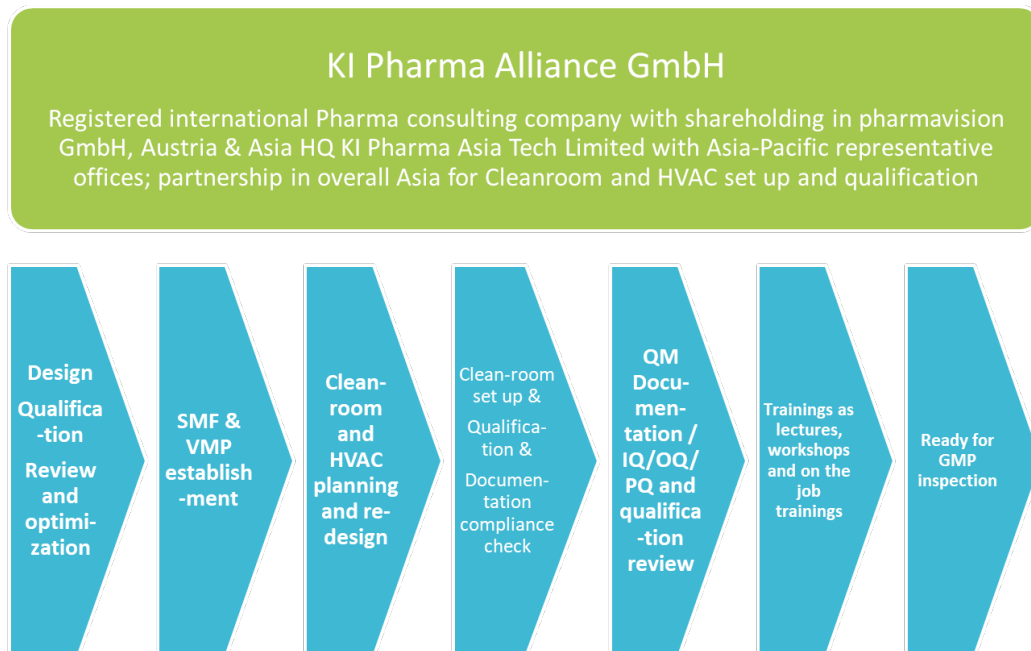 KI Pharma Alliance GmbH
Registered international Pharma consulting company with shareholding in pharmavision
GmbH, Austria & Asia HQ KI Pharma Asia Tech Limited with Asia-Pacific representative
offices; partnership in overall Asia for Cleanroom and HVAC set up and qualification
Design
Qualifica
-tion
Review
and
optimi-
zation
SMF &
VMP
establish
-ment
Clean-
room
and
HVAC
planning
and re-
design
Clean-room
set up &
Qualifica-
tion &
Documen-
tation
compliance
check
QM
Docu-
men-
tation /
IQ/OQ/
PQ and
qualifica
-tion
review
Trainings as
lectures,
workshops
and on the
job
trainings
Ready for
GMP
inspection